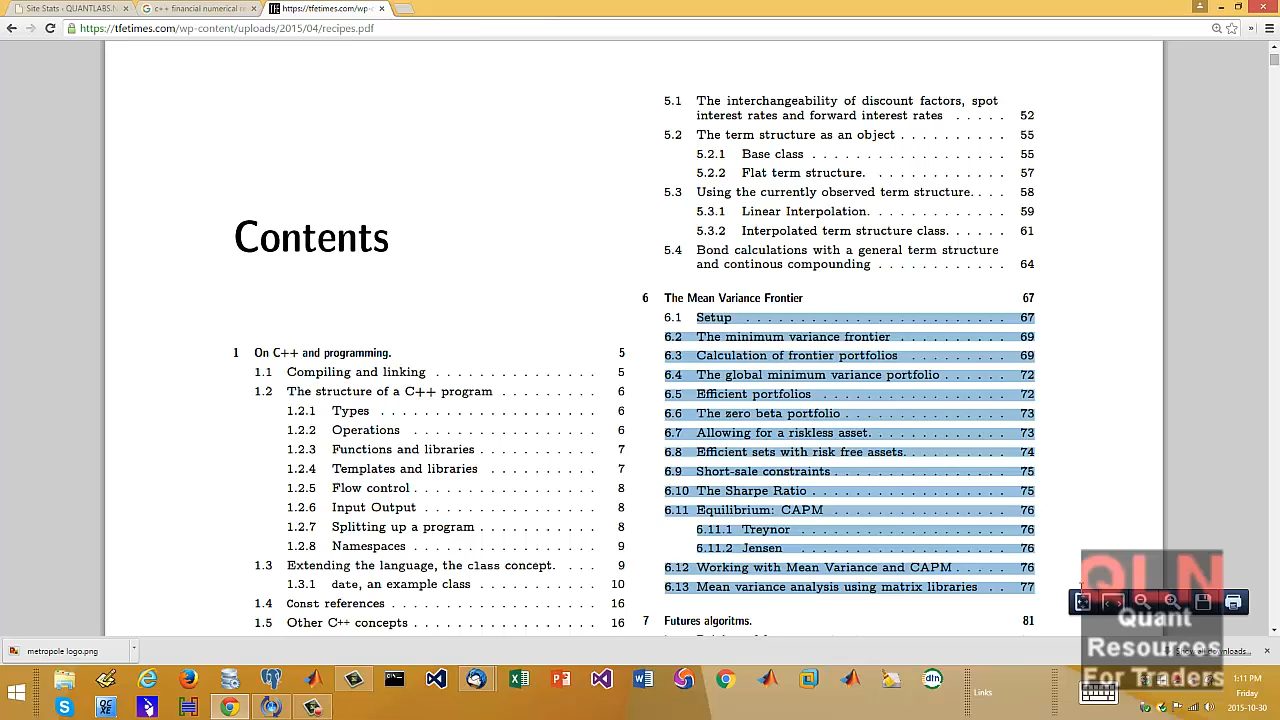 Site Stats ‹ QUANTLABS.N
c++ financial numerical re
https://tfetimes.com/wp-c
https://tfetimes.com/wp-content/uploads/2015/04/recipes.pdf
Contents
1 On C++ and programming. 5
1.1 Compiling and linking . . . . . . . . . . . . . . . 5
1.2 The structure of a C++ program . . . . . . . . . 6
1.2.1 Types . . . . . . . . . . . . . . . . . . . . 6
1.2.2 Operations . . . . . . . . . . . . . . . . . 6
1.2.3 Functions and libraries . . . . . . . . . . . 7
1.2.4 Templates and libraries . . . . . . . . . . 7
1.2.5 Flow control . . . . . . . . . . . . . . . . . 8
1.2.6 Input Output . . . . . . . . . . . . . . . . 8
1.2.7 Splitting up a program . . . . . . . . . . . 8
1.2.8 Namespaces . . . . . . . . . . . . . . . . . 9
1.3 Extending the language, the class concept. . . . 9
1.3.1 date, an example class . . . . . . . . . . . 10
1.4 Const references . . . . . . . . . . . . . . . . . . . 16
1.5 Other C++ concepts . . . . . . . . . . . . . . . . . 16
5.1 The interchangeability of discount factors, spot
interest rates and forward interest rates . . . . . 52
5.2 The term structure as an object . . . . . . . . . . 55
5.2.1 Base class . . . . . . . . . . . . . . . . . . 55
5.2.2 Flat term structure. . . . . . . . . . . . . 57
5.3 Using the currently observed term structure. . . . 58
5.3.1 Linear Interpolation. . . . . . . . . . . . . 59
5.3.2 Interpolated term structure class. . . . . . 61
5.4 Bond calculations with a general term structure
and continous compounding . . . . . . . . . . . . 64
6 The Mean Variance Frontier 67
6.1 Setup . . . . . . . . . . . . . . . . . . . . . . . . 67
6.2 The minimum variance frontier . . . . . . . . . . . 69
6.3 Calculation of frontier portfolios . . . . . . . . . . 69
6.4 The global minimum variance portfolio . . . . . . 72
6.5 Efficient portfolios . . . . . . . . . . . . . . . . . . 72
6.6 The zero beta portfolio . . . . . . . . . . . . . . . 73
6.7 Allowing for a riskless asset. . . . . . . . . . . . . 73
6.8 Efficient sets with risk free assets. . . . . . . . . . 74
6.9 Short-sale constraints . . . . . . . . . . . . . . . . 75
6.10 The Sharpe Ratio . . . . . . . . . . . . . . . . . . 75
6.11 Equilibrium: CAPM . . . . . . . . . . . . . . . . 76
6.11.1 Treynor . . . . . . . . . . . . . . . . . . . 76
6.11.2 Jensen . . . . . . . . . . . . . . . . . . . . 76
6.12 Working with Mean Variance and CAPM . . . . . 76
6.13 Mean variance analysis using matrix libraries . . 77
7 Futures algoritms. 81
QLN
Quant
Resources
For Traders
metropole logo.png
Show all downloads...
Links
1:11 PM
Friday
2015-10-30